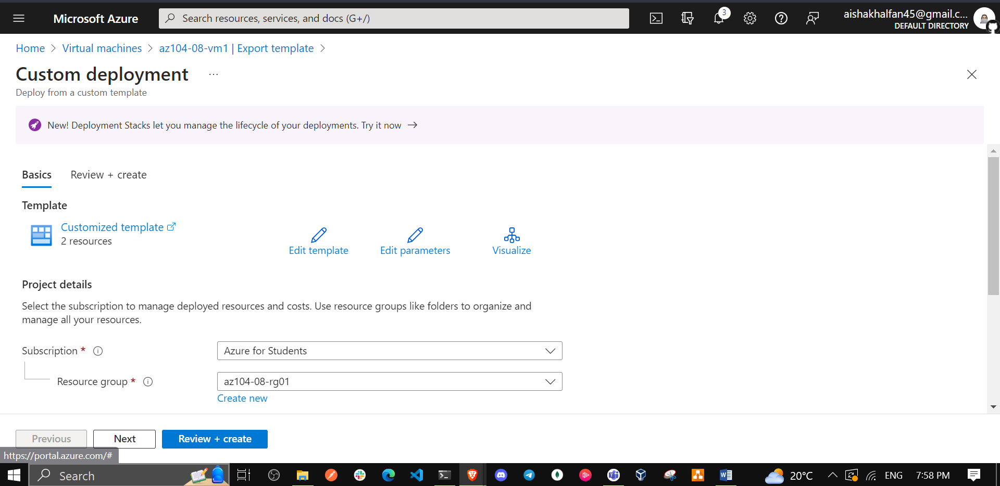 Microsoft Azure
Search resources, services, and docs (G+/)
3
aishakhalfan45@gmail.c...
DEFAULT DIRECTORY
Home > Virtual machines > az104-08-vm1 | Export template >
Custom deployment ...
Deploy from a custom template
New! Deployment Stacks let you manage the lifecycle of your deployments. Try it now →
Basics Review + create
Template
Customized template
2 resources
Edit template
Edit parameters
Visualize
Project details
Select the subscription to manage deployed resources and costs. Use resource groups like folders to organize and
manage all your resources.
Subscription *
Azure for Students
Resource group *
az104-08-rg01
Create new
Previous
Next
Review + create
https://portal.azure.com/#
Search
20°C
ENG
7:58 PM